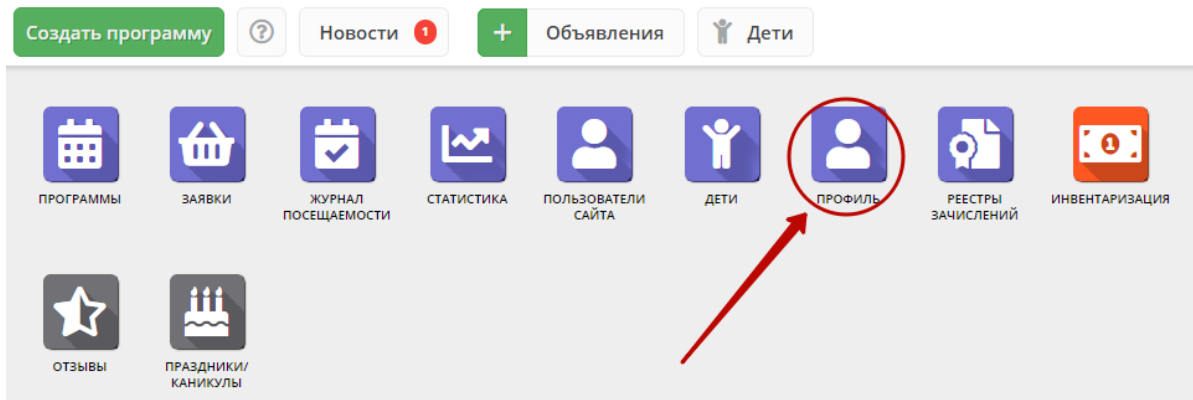 Создать программу ? Новости 1 + Объявления Дети
ПРОГРАММЫ
ЗАЯВКИ
ЖУРНАЛ
ПОСЕЩАЕМОСТИ
СТАТИСТИКА
ПОЛЬЗОВАТЕЛИ
САЙТА
ДЕТИ
ПРОФИЛЬ
РЕЕСТРЫ
ЗАЧИСЛЕНИЙ
1
ИНВЕНТАРИЗАЦИЯ
ОТЗЫВЫ
ПРАЗДНИКИ/
КАНИКУЛЫ